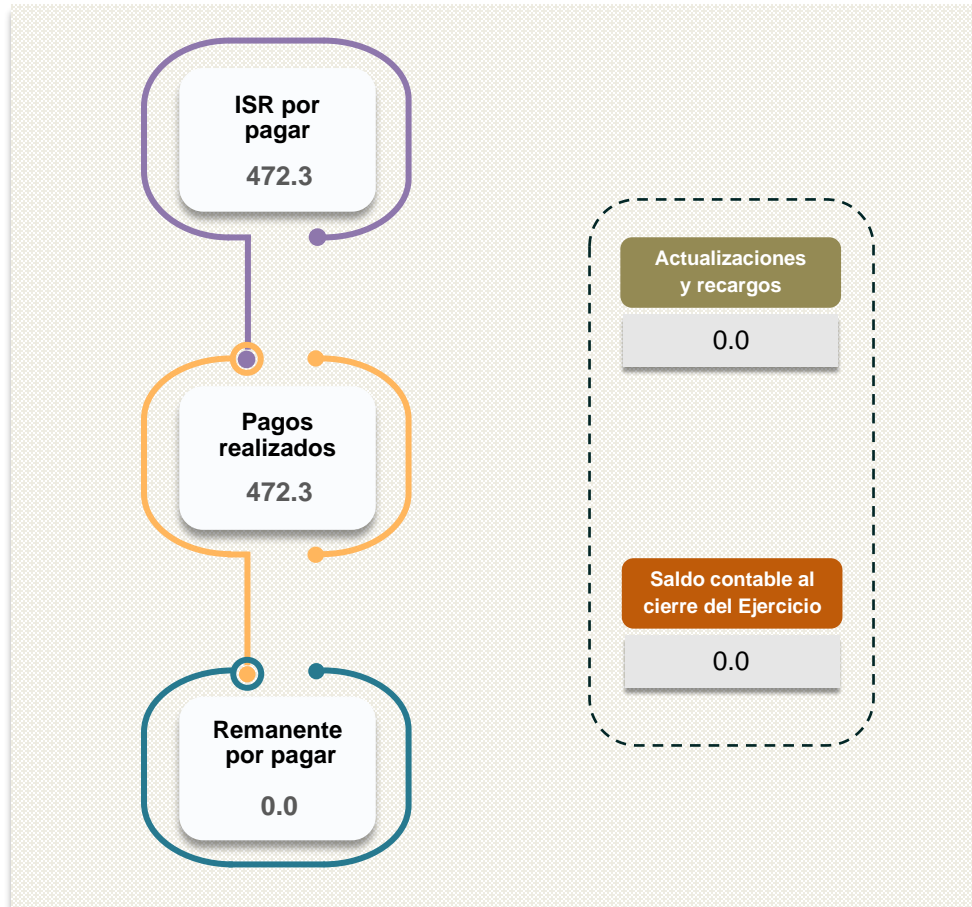 ISR por
pagar
472.3
Pagos
realizados
472.3
Remanente
por pagar
0.0
Actualizaciones
y recargos
0.0
Saldo contable al
cierre del Ejercicio
0.0